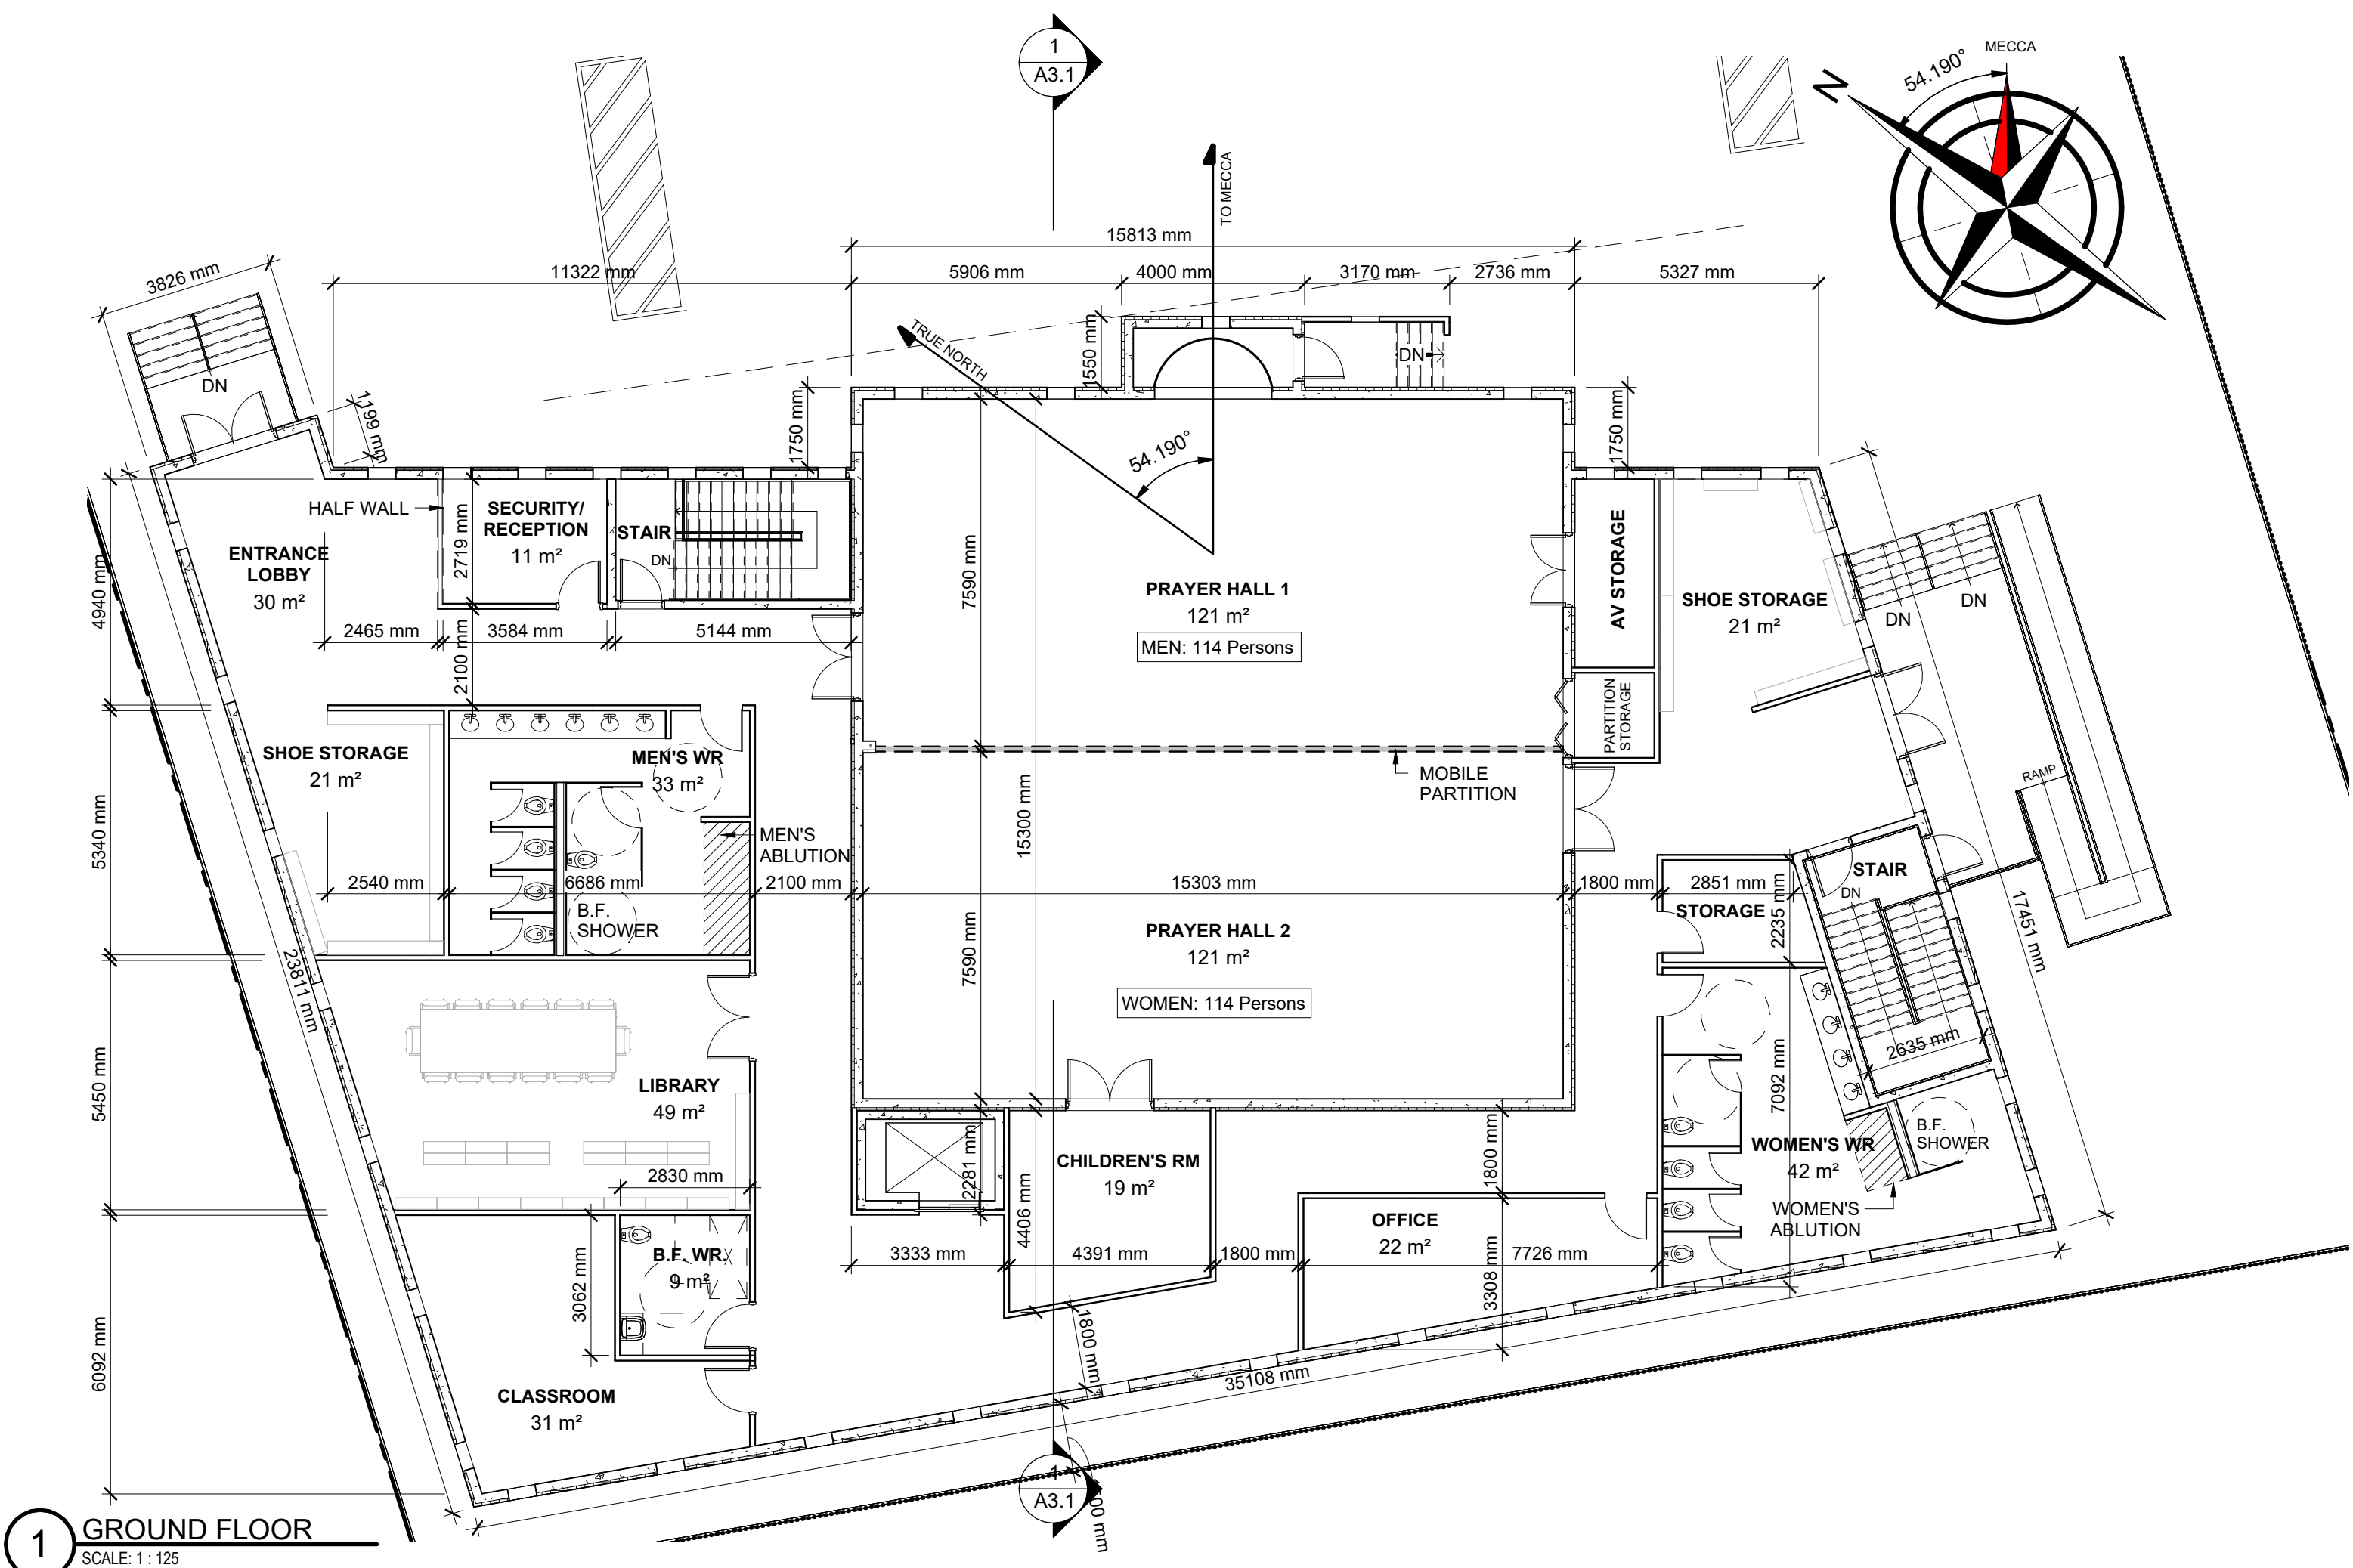 1
A3.1
MECCA
54.190°
N
TO MECCA
15813 mm
11322 mm
5906 mm
4000 mm
3170 mm
2736 mm
5327 mm
3826 mm
DN
1199 mm
1750 mm
1550 mm
TRUE NORTH
54.190°
DN
1750 mm
HALF WALL
SECURITY/
RECEPTION
11 m²
2719 mm
STAIR
DN
ENTRANCE
LOBBY
30 m²
4940 mm
2465 mm
3584 mm
5144 mm
2100 mm
7590 mm
PRAYER HALL 1
121 m²
MEN: 114 Persons
AV STORAGE
SHOE STORAGE
21 m²
DN
DN
PARTITION
STORAGE
MOBILE
PARTITION
RAMP
SHOE STORAGE
21 m²
MEN'S WR
33 m²
MEN'S
ABLUTION
5340 mm
15300 mm
2540 mm
6686 mm
2100 mm
15303 mm
1800 mm
2851 mm
B.F.
SHOWER
STORAGE
2235 mm
STAIR
DN
17451 mm
23811 mm
7590 mm
PRAYER HALL 2
121 m²
WOMEN: 114 Persons
5450 mm
LIBRARY
49 m²
2830 mm
2635 mm
7092 mm
WOMEN'S WR
42 m²
B.F.
SHOWER
WOMEN'S
ABLUTION
2281 mm
CHILDREN'S RM
19 m²
4406 mm
1800 mm
OFFICE
22 m²
B.F. WR.
9 m²
3062 mm
3333 mm
4391 mm
1800 mm
7726 mm
3308 mm
1800 mm
6092 mm
CLASSROOM
31 m²
35108 mm
1
A3.1
1
GROUND FLOOR
SCALE: 1 : 125